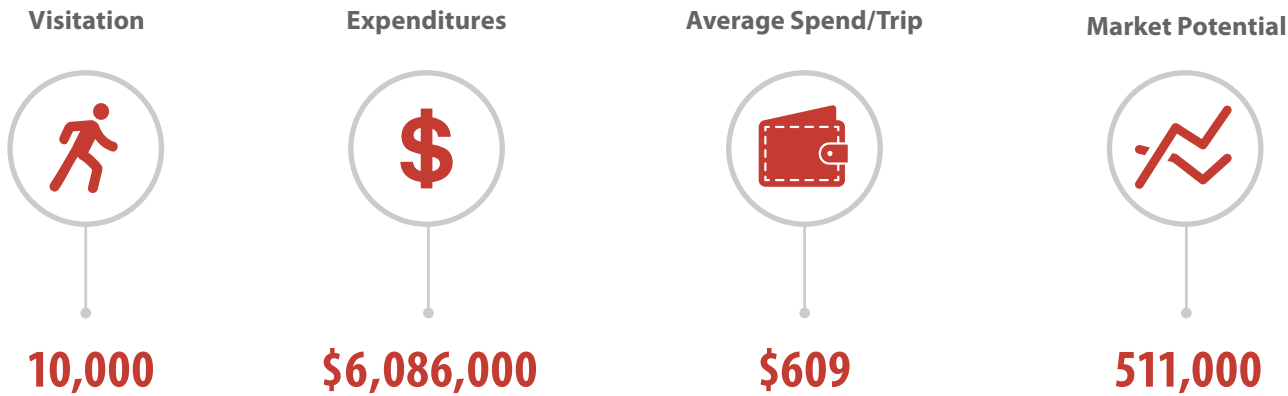 Visitation
Expenditures
Average Spend/Trip
Market Potential
$
10,000
$6,086,000
$609
511,000